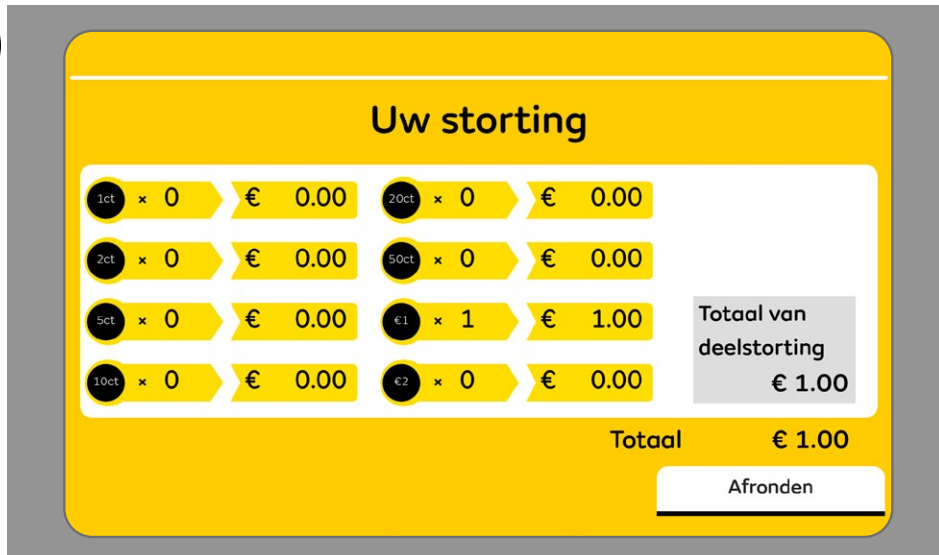 Uw storting
1ct × 0 € 0.00 20ct × 0 € 0.00
2ct × 0 € 0.00 50ct × 0 € 0.00
5ct × 0 € 0.00 €1 × 1 € 1.00
10ct × 0 € 0.00 €2 × 0 € 0.00
Totaal van
deelstorting
€ 1.00
Totaal € 1.00
Afronden